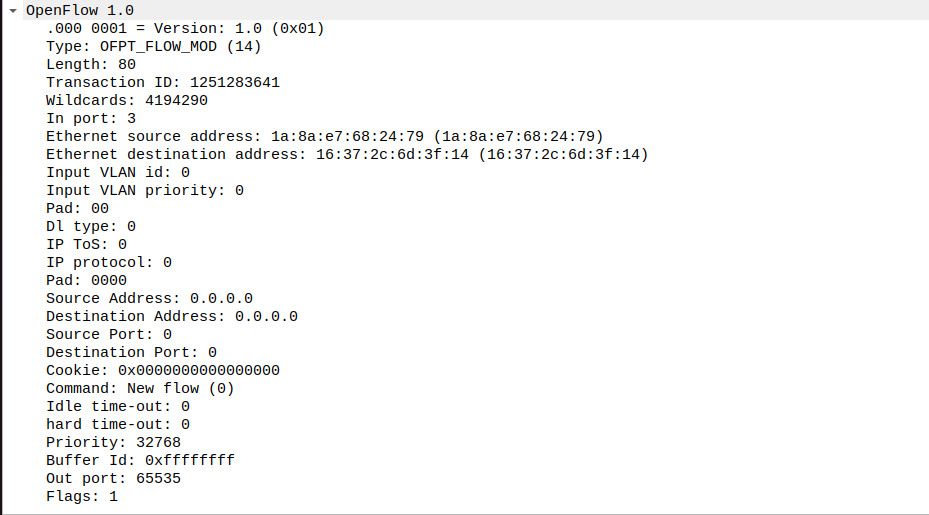 OpenFlow 1.0
.000 0001 = Version: 1.0 (0x01)
Type: OFPT_FLOW_MOD (14)
Length: 80
Transaction ID: 1251283641
Wildcards: 4194290
In port: 3
Ethernet source address: 1a:8a:e7:68:24:79 (1a:8a:e7:68:24:79)
Ethernet destination address: 16:37:2c:6d:3f:14 (16:37:2c:6d:3f:14)
Input VLAN id: 0
Input VLAN priority: 0
Pad: 00
Dl type: 0
IP ToS: 0
IP protocol: 0
Pad: 0000
Source Address: 0.0.0.0
Destination Address: 0.0.0.0
Source Port: 0
Destination Port: 0
Cookie: 0x0000000000000000
Command: New flow (0)
Idle time-out: 0
hard time-out: 0
Priority: 32768
Buffer Id: 0xffffffff
Out port: 65535
Flags: 1